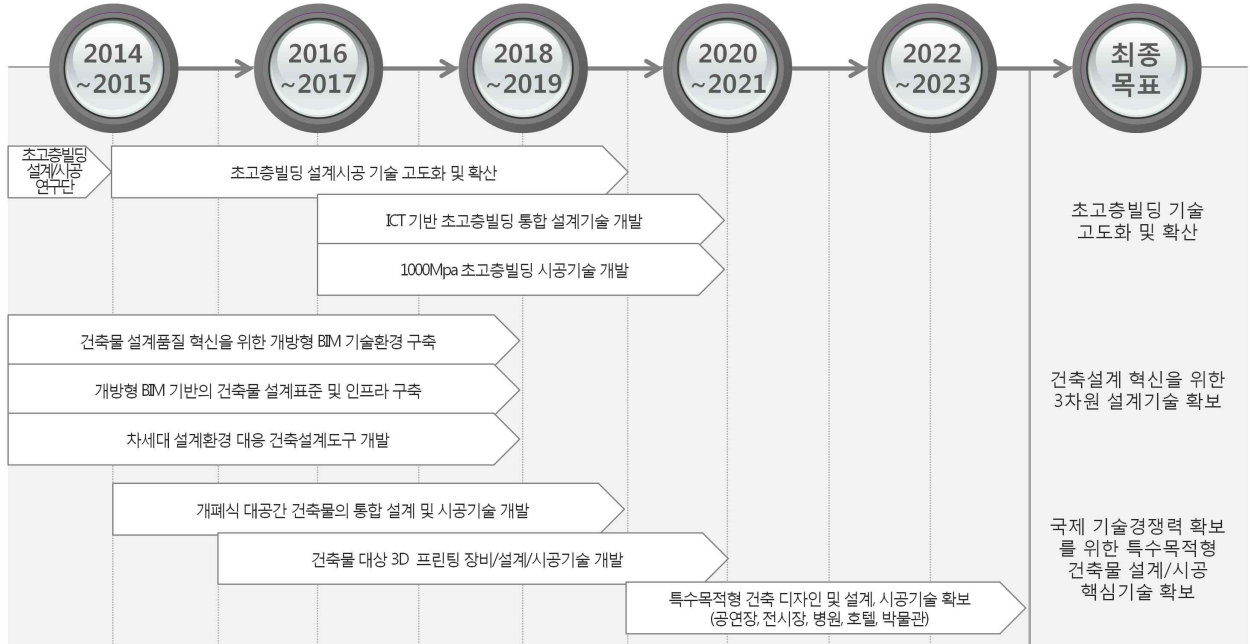 2014
~2015
2016
~2017
2018
~2019
2020
~2021
2022
~2023
최종
목표
초고층빌딩
설계/시공
연구단
초고층빌딩 설계시공 기술 고도화 및 확산
ICT 기반 초고층빌딩 통합 설계기술 개발
1000Mpa 초고층빌딩 시공기술 개발
초고층빌딩 기술
고도화 및 확산
건축물 설계품질 혁신을 위한 개방형 BIM 기술환경 구축
개방형 BIM 기반의 건축물 설계표준 및 인프라 구축
차세대 설계환경 대응 건축설계도구 개발
건축설계 혁신을 위한
3차원 설계기술 확보
개폐식 대공간 건축물의 통합 설계 및 시공기술 개발
건축물 대상 3D 프린팅 장비/설계/시공기술 개발
특수목적형 건축 디자인 및 설계, 시공기술 확보
(공연장, 전시장, 병원, 호텔, 박물관)
국제 기술경쟁력 확보
를 위한 특수목적형
건축물 설계/시공
핵심기술 확보